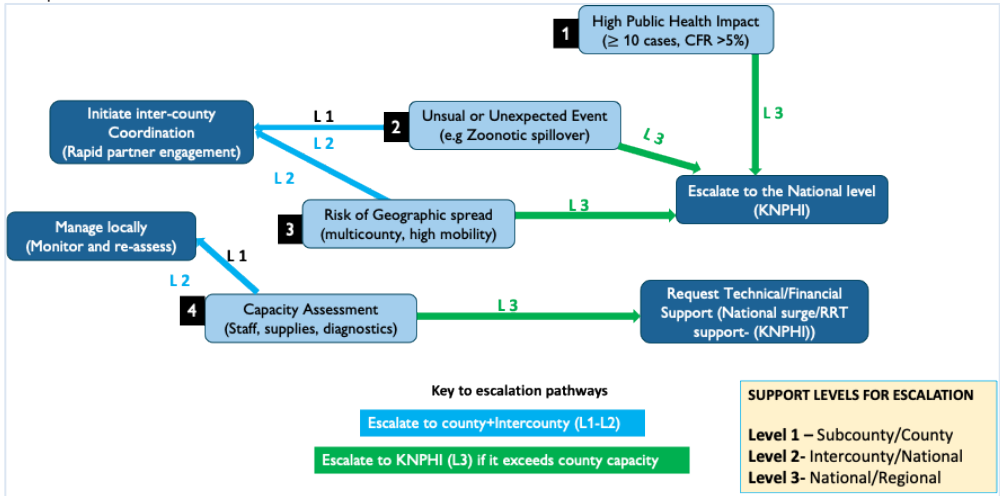 1
High Public Health Impact
(≥ 10 cases, CFR >5%)
L 3
Initiate inter-county
Coordination
(Rapid partner engagement)
L 1
L 2
2
Unsual or Unexpected Event
(e.g Zoonotic spillover)
L 3
L 2
3
Risk of Geographic spread
(multicounty, high mobility)
L 3
Escalate to the National level
(KNPHI)
Manage locally
(Monitor and re-assess)
L 1
L 2
4
Capacity Assessment
(Staff, supplies, diagnostics)
L 3
Request Technical/Financial
Support (National surge/RRT
support- (KNPHI))
Key to escalation pathways
Escalate to county+Intercounty (L1-L2)
Escalate to KNPHI (L3) if it exceeds county capacity
SUPPORT LEVELS FOR ESCALATION
Level 1 – Subcounty/County
Level 2- Intercounty/National
Level 3- National/Regional